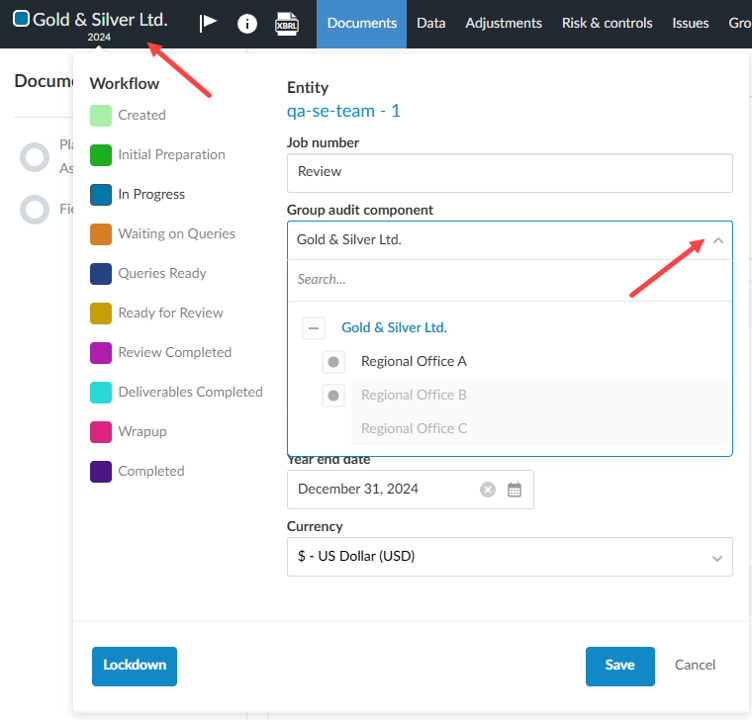 Gold & Silver Ltd.
2024
XBRL
Documents
Data
Adjustments
Risk & controls
Issues
Gro
Docume
Pla
As
Fie
Workflow
Created
Initial Preparation
In Progress
Waiting on Queries
Queries Ready
Ready for Review
Review Completed
Deliverables Completed
Wrapup
Completed
Entity
qa-se-team - 1
Job number
Review
Group audit component
Gold & Silver Ltd.
Search...
Gold & Silver Ltd.
Regional Office A
Regional Office B
Regional Office C
Year end date
December 31, 2024
Currency
$ - US Dollar (USD)
Lockdown
Save
Cancel